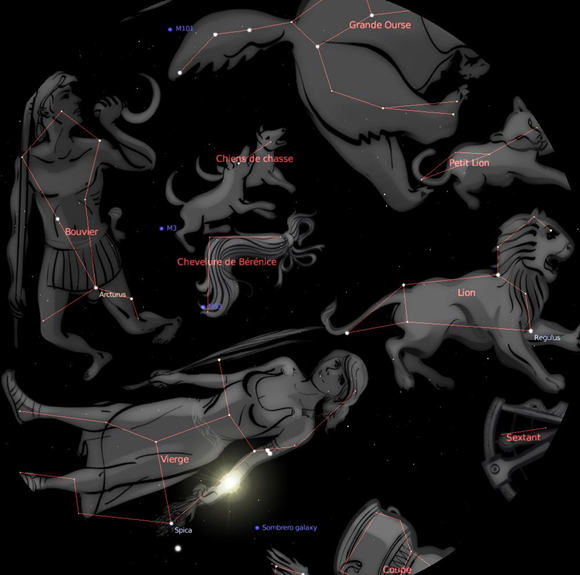 M101
Grande Ourse
Chiens de chasse
Petit Lion
M3
Bouvier
Chevelure de Bérénice
Lion
Arcturus
Regulus
Sextant
Vierge
Spica
Sombrero galaxy
Coupe